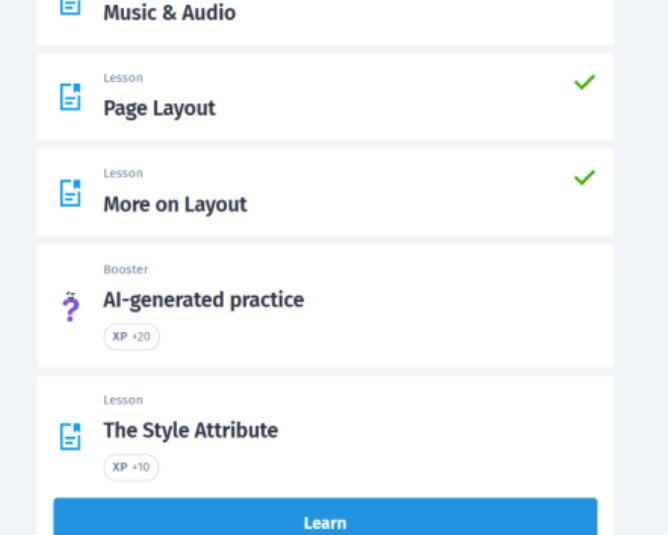 Music & Audio
Lesson
Page Layout
Lesson
More on Layout
Booster
AI-generated practice
XP +20
Lesson
The Style Attribute
XP +10
Learn